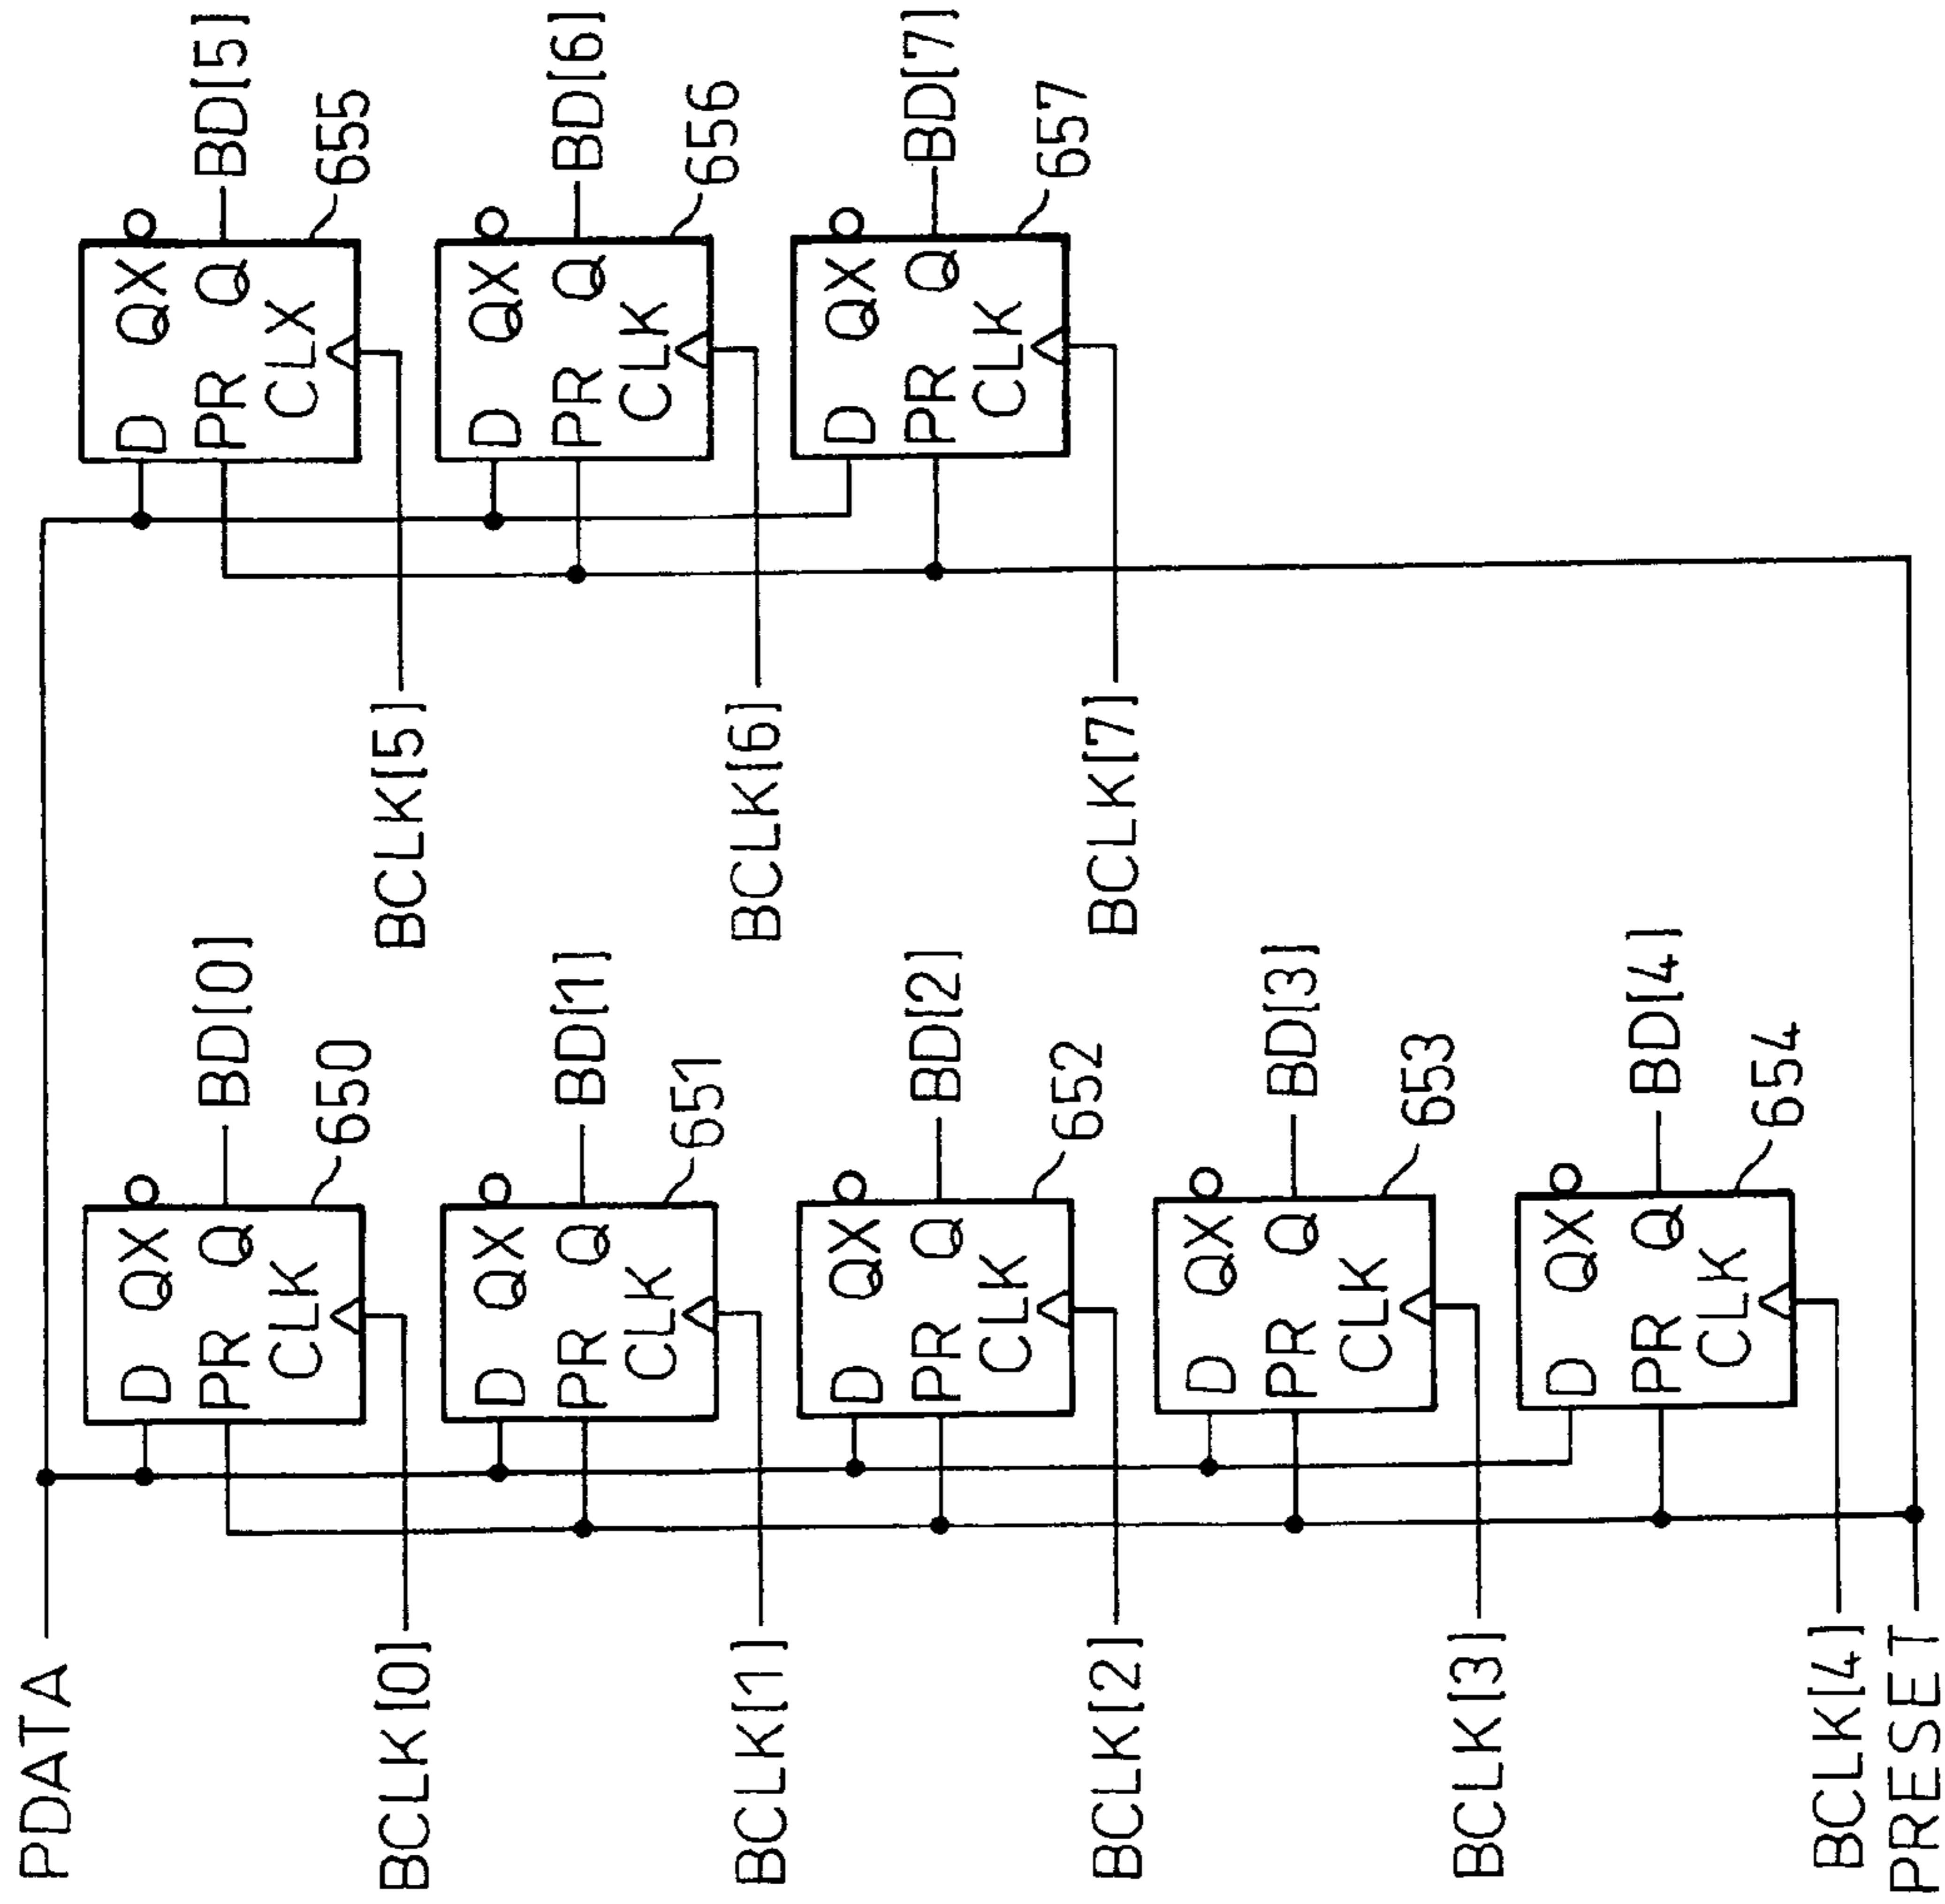 PDATA
D QX
PR Q
CLK
BD[0]
650
BCLK[0]
D QX
PR Q
CLK
BD[1]
651
BCLK[1]
D QX
PR Q
CLK
BD[2]
652
BCLK[2]
D QX
PR Q
CLK
BD[3]
653
BCLK[3]
D QX
PR Q
CLK
BD[4]
654
BCLK[4]
PRESET
D QX
PR Q
CLX
BD[5]
655
BCLK[5]
D QX
PR Q
CLK
BD[6]
656
BCLK[6]
D QX
PR Q
CLK
BD[7]
657
BCLK[7]